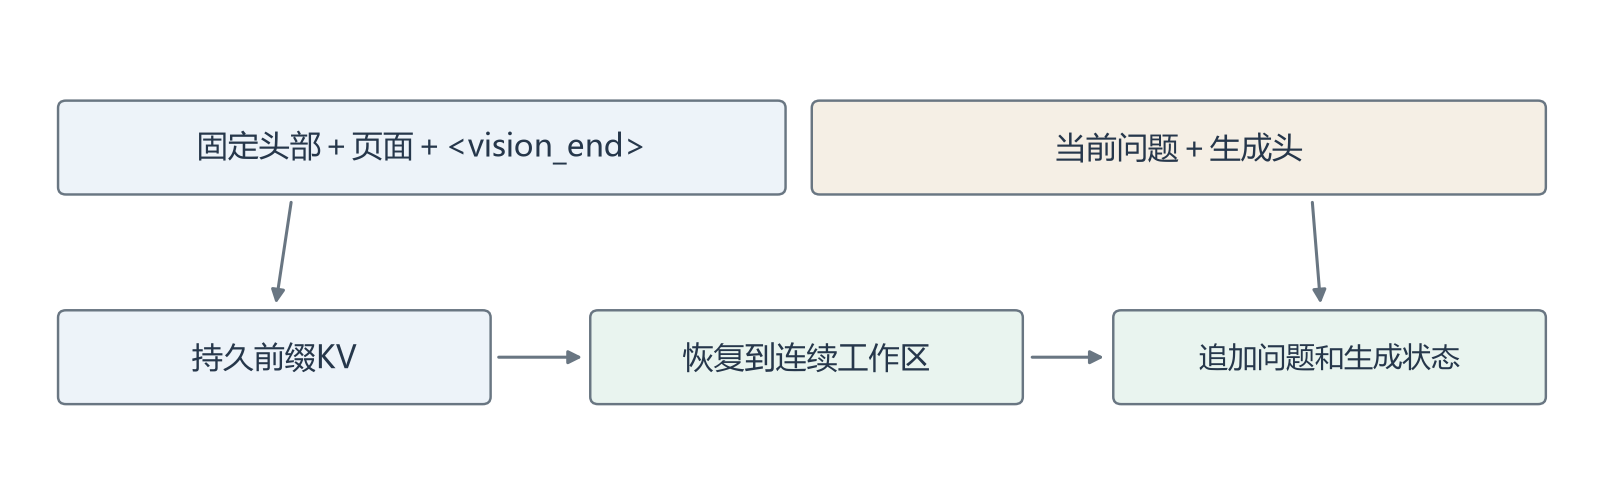 固定头部 + 页面 + <vision_end>
当前问题 + 生成头
持久前缀KV
恢复到连续工作区
追加问题和生成状态